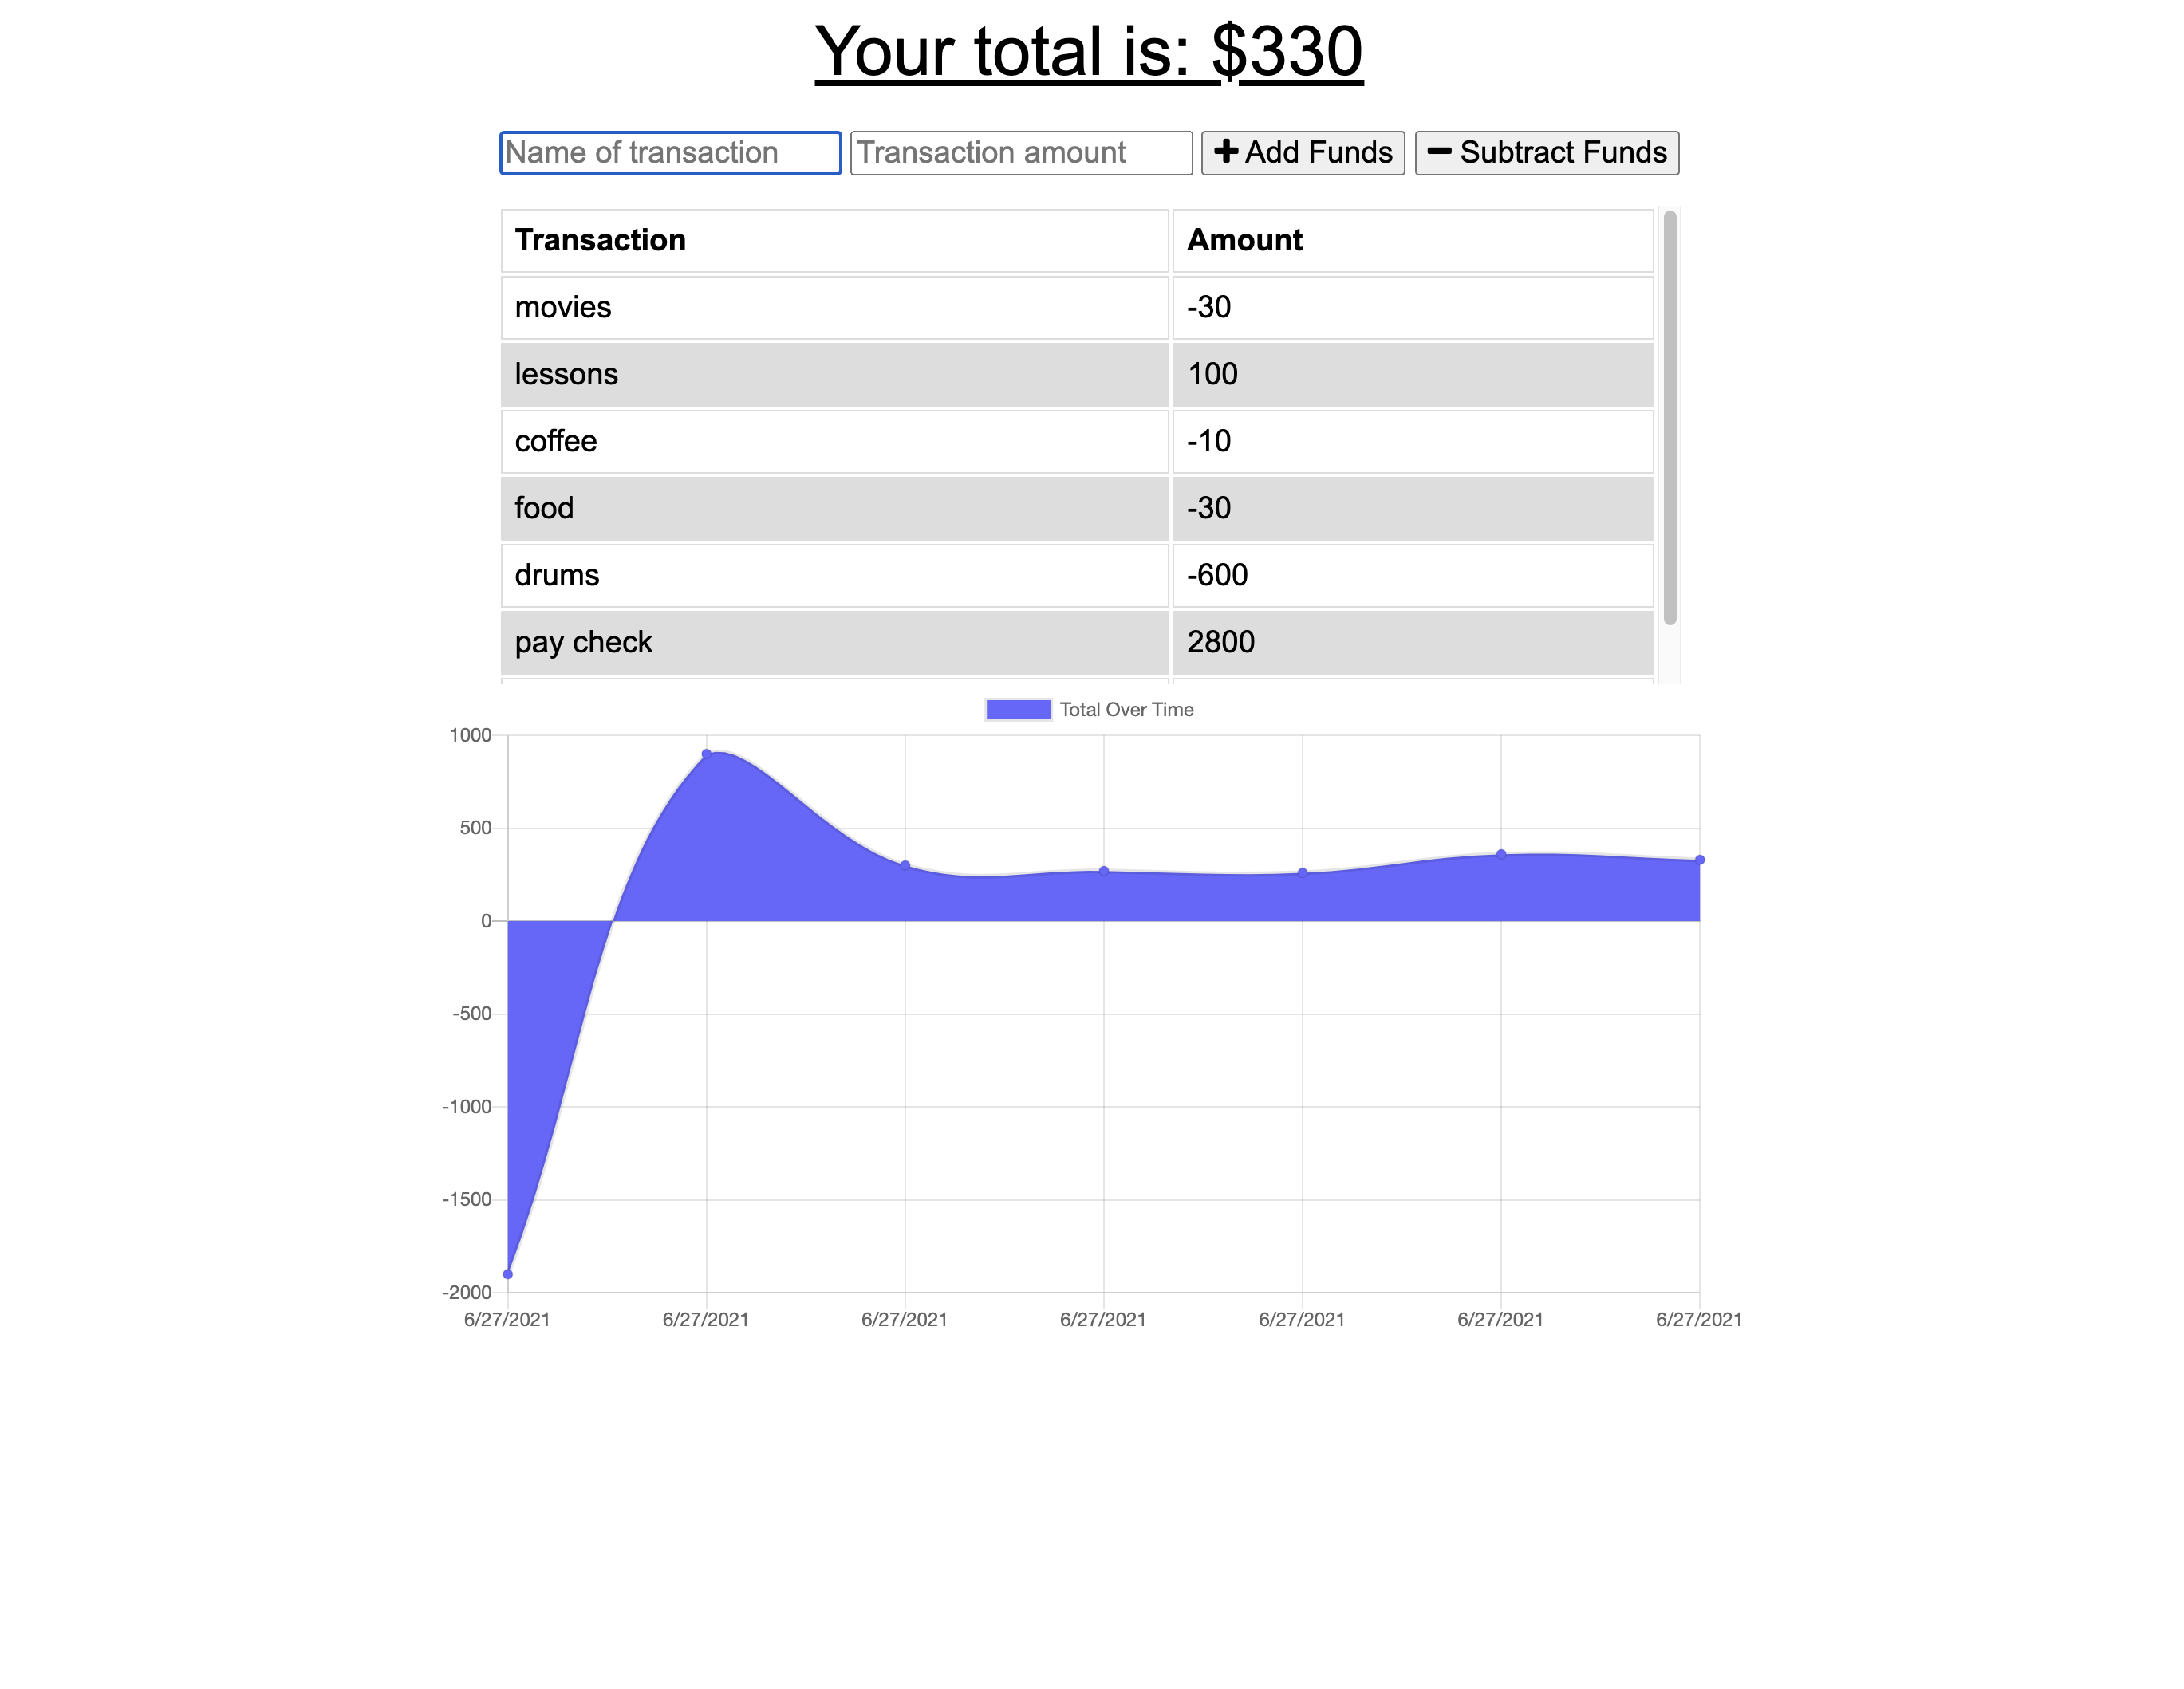 Your total is: $330
Name of transaction Transaction amount + Add Funds − Subtract Funds
Transaction Amount
movies -30
lessons 100
coffee -10
food -30
drums -600
pay check 2800
Total Over Time
1000
500
0
-500
-1000
-1500
-2000
6/27/2021 6/27/2021 6/27/2021 6/27/2021 6/27/2021 6/27/2021 6/27/2021